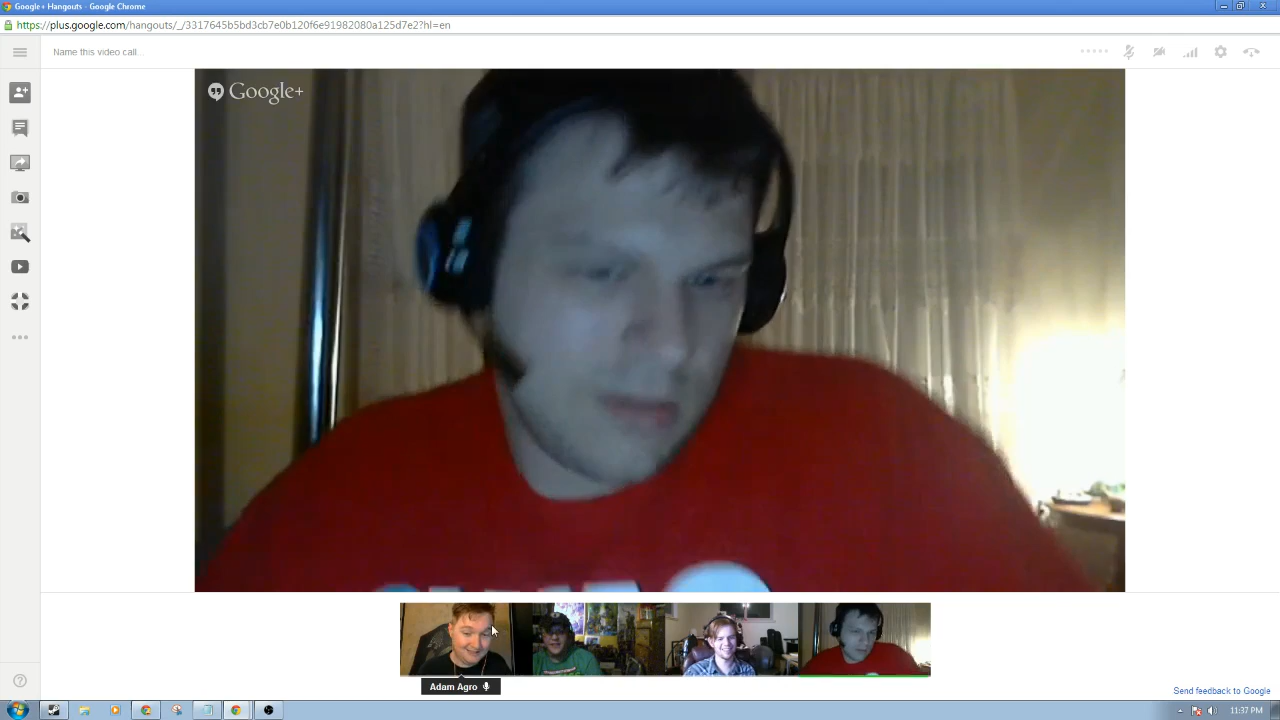 Google+ Hangouts - Google Chrome
https://plus.google.com/hangouts/_/3317645b5bd3cb7e0b120f6e91982080a125d7e2?hl=en
Name this video call...
Google+
Adam Agro
Send feedback to Google
11:37 PM